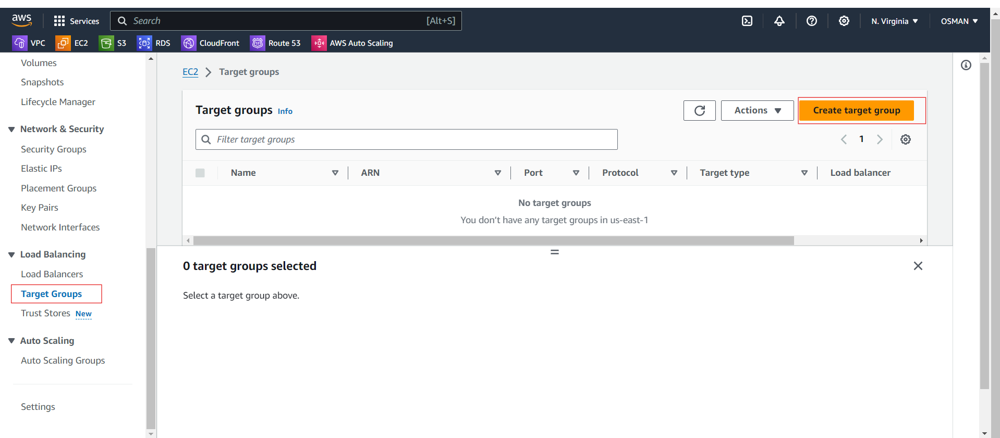 aws Services Search [Alt+S] N. Virginia OSMAN
VPC EC2 S3 RDS CloudFront Route 53 AWS Auto Scaling
Volumes
Snapshots
Lifecycle Manager
Network & Security
Security Groups
Elastic IPs
Placement Groups
Key Pairs
Network Interfaces
Load Balancing
Load Balancers
Target Groups
Trust Stores New
Auto Scaling
Auto Scaling Groups
Settings
EC2 Target groups
Target groups Info Actions Create target group
Filter target groups 1
Name ARN Port Protocol Target type Load balancer
No target groups
You don’t have any target groups in us-east-1
0 target groups selected
Select a target group above.